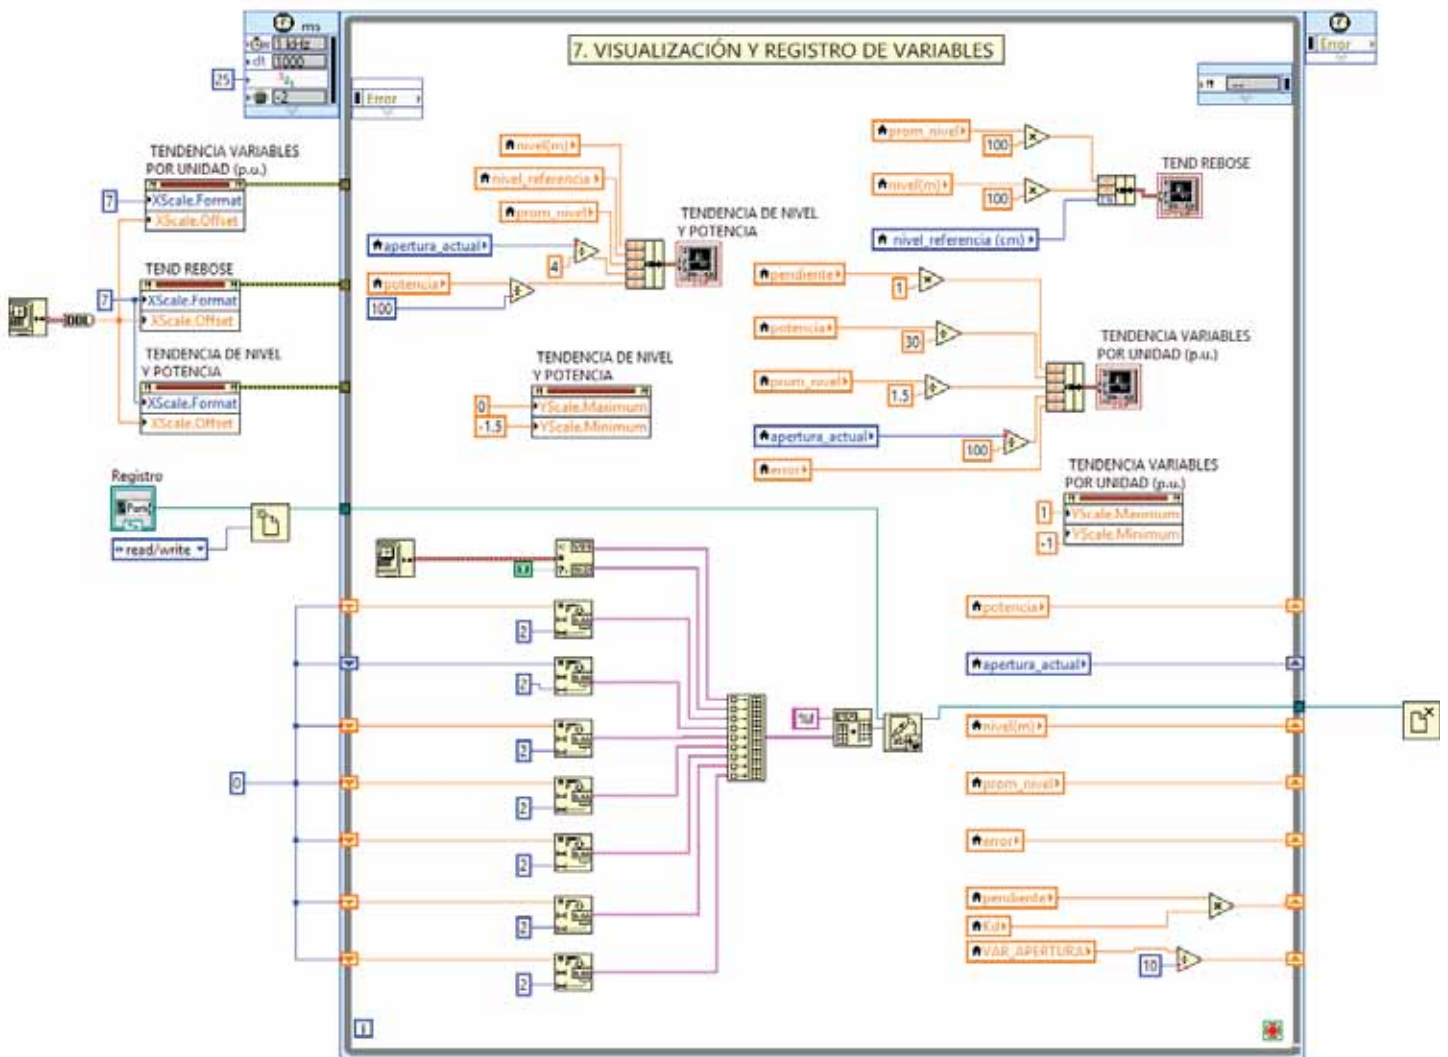 ms
1 kHz
dt 1000
25
-2
Error
Error
7. VISUALIZACIÓN Y REGISTRO DE VARIABLES
TENDENCIA VARIABLES
POR UNIDAD (p.u.)
7
XScale.Format
XScale.Offset
TEND REBOSE
7
XScale.Format
XScale.Offset
TENDENCIA DE NIVEL
Y POTENCIA
XScale.Format
XScale.Offset
DBL
nivel(m)
nivel_referencia
prom_nivel
apertura_actual
4
potencia
100
TENDENCIA DE NIVEL
Y POTENCIA
TENDENCIA DE NIVEL
Y POTENCIA
0
YScale.Maximum
-1.5
YScale.Minimum
prom_nivel
100
nivel(m)
100
nivel_referencia (cm)
TEND REBOSE
pendiente
1
potencia
30
prom_nivel
1.5
apertura_actual
100
error
TENDENCIA VARIABLES
POR UNIDAD (p.u.)
TENDENCIA VARIABLES
POR UNIDAD (p.u.)
1
YScale.Maximum
-1
YScale.Minimum
Registro
read/write
0
2
2
2
2
2
2
2
%f
potencia
apertura_actual
nivel(m)
prom_nivel
error
pendiente
Kd
VAR_APERTURA
10
i